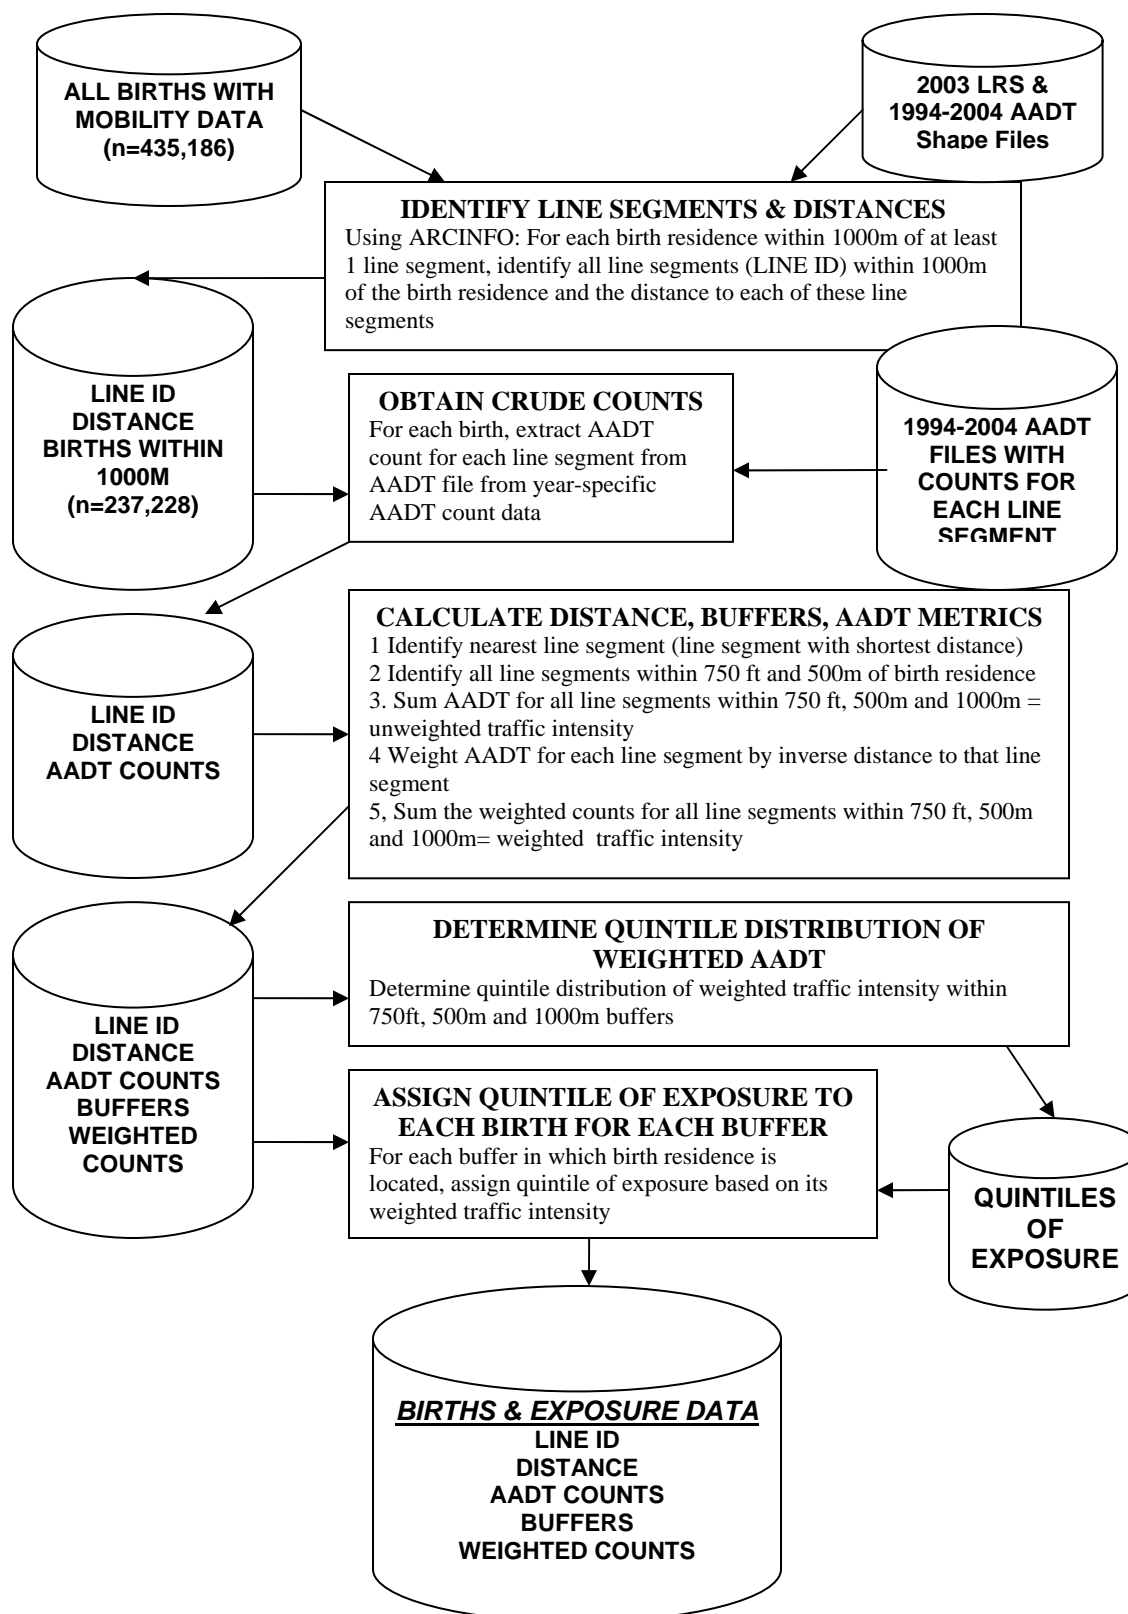 ALL BIRTHS WITH
MOBILITY DATA
(n=435,186)
2003 LRS &
1994-2004 AADT
Shape Files
IDENTIFY LINE SEGMENTS & DISTANCES
Using ARCINFO: For each birth residence within 1000m of at least
1 line segment, identify all line segments (LINE ID) within 1000m
of the birth residence and the distance to each of these line
segments
LINE ID
DISTANCE
BIRTHS WITHIN
1000M
(n=237,228)
OBTAIN CRUDE COUNTS
For each birth, extract AADT
count for each line segment from
AADT file from year-specific
AADT count data
1994-2004 AADT
FILES WITH
COUNTS FOR
EACH LINE
SEGMENT
LINE ID
DISTANCE
AADT COUNTS
CALCULATE DISTANCE, BUFFERS, AADT METRICS
1 Identify nearest line segment (line segment with shortest distance)
2 Identify all line segments within 750 ft and 500m of birth residence
3. Sum AADT for all line segments within 750 ft, 500m and 1000m =
unweighted traffic intensity
4 Weight AADT for each line segment by inverse distance to that line
segment
5, Sum the weighted counts for all line segments within 750 ft, 500m
and 1000m= weighted  traffic intensity
LINE ID
DISTANCE
AADT COUNTS
BUFFERS
WEIGHTED
COUNTS
DETERMINE QUINTILE DISTRIBUTION OF
WEIGHTED AADT
Determine quintile distribution of weighted traffic intensity within
750ft, 500m and 1000m buffers
ASSIGN QUINTILE OF EXPOSURE TO
EACH BIRTH FOR EACH BUFFER
For each buffer in which birth residence is
located, assign quintile of exposure based on its
weighted traffic intensity
QUINTILES
OF
EXPOSURE
BIRTHS & EXPOSURE DATA
LINE ID
DISTANCE
AADT COUNTS
BUFFERS
WEIGHTED COUNTS